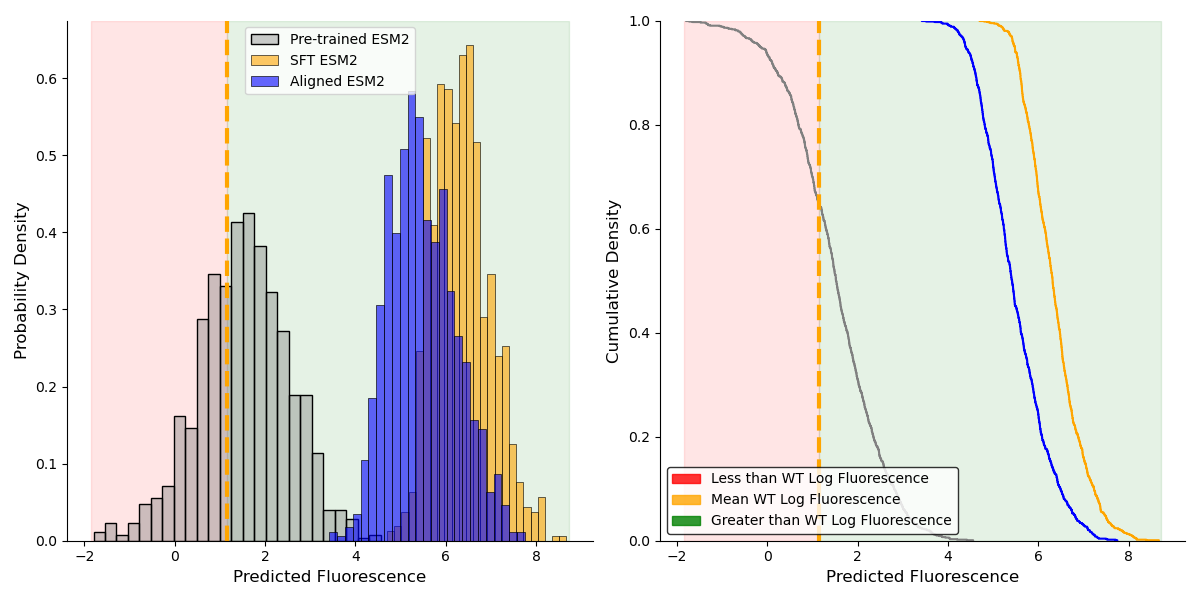 Pre-trained ESM2
SFT ESM2
Aligned ESM2
Probability Density
0.6
0.5
0.4
0.3
0.2
0.1
0.0
−2
0
2
4
6
8
Predicted Fluorescence
Cumulative Density
1.0
0.8
0.6
0.4
0.2
0.0
Less than WT Log Fluorescence
Mean WT Log Fluorescence
Greater than WT Log Fluorescence
−2
0
2
4
6
8
Predicted Fluorescence